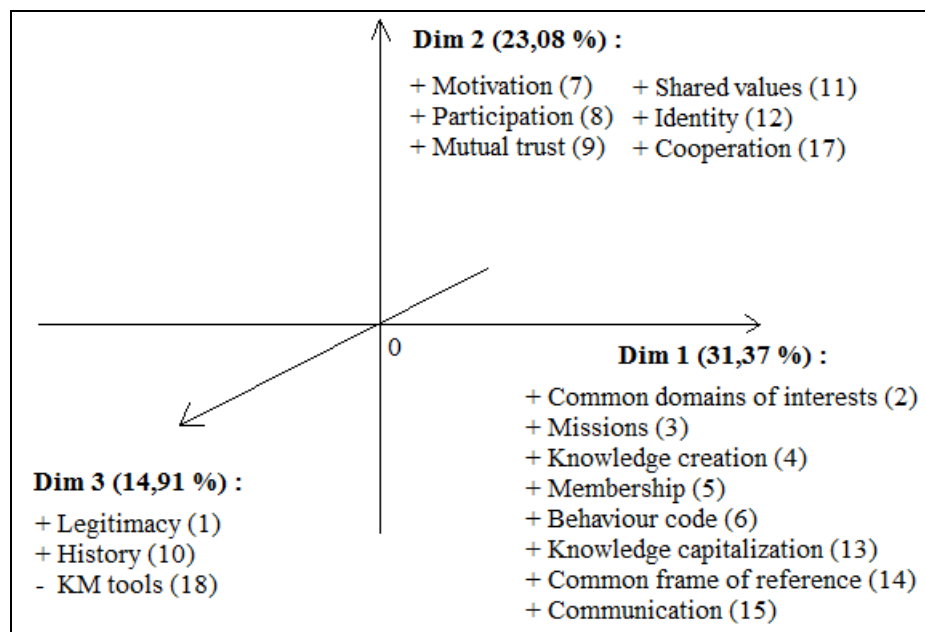 Dim 2 (23,08 %) :
+ Motivation (7) + Shared values (11)
+ Participation (8) + Identity (12)
+ Mutual trust (9) + Cooperation (17)
0
Dim 1 (31,37 %) :
+ Common domains of interests (2)
+ Missions (3)
+ Knowledge creation (4)
+ Membership (5)
+ Behaviour code (6)
+ Knowledge capitalization (13)
+ Common frame of reference (14)
+ Communication (15)
Dim 3 (14,91 %) :
+ Legitimacy (1)
+ History (10)
- KM tools (18)